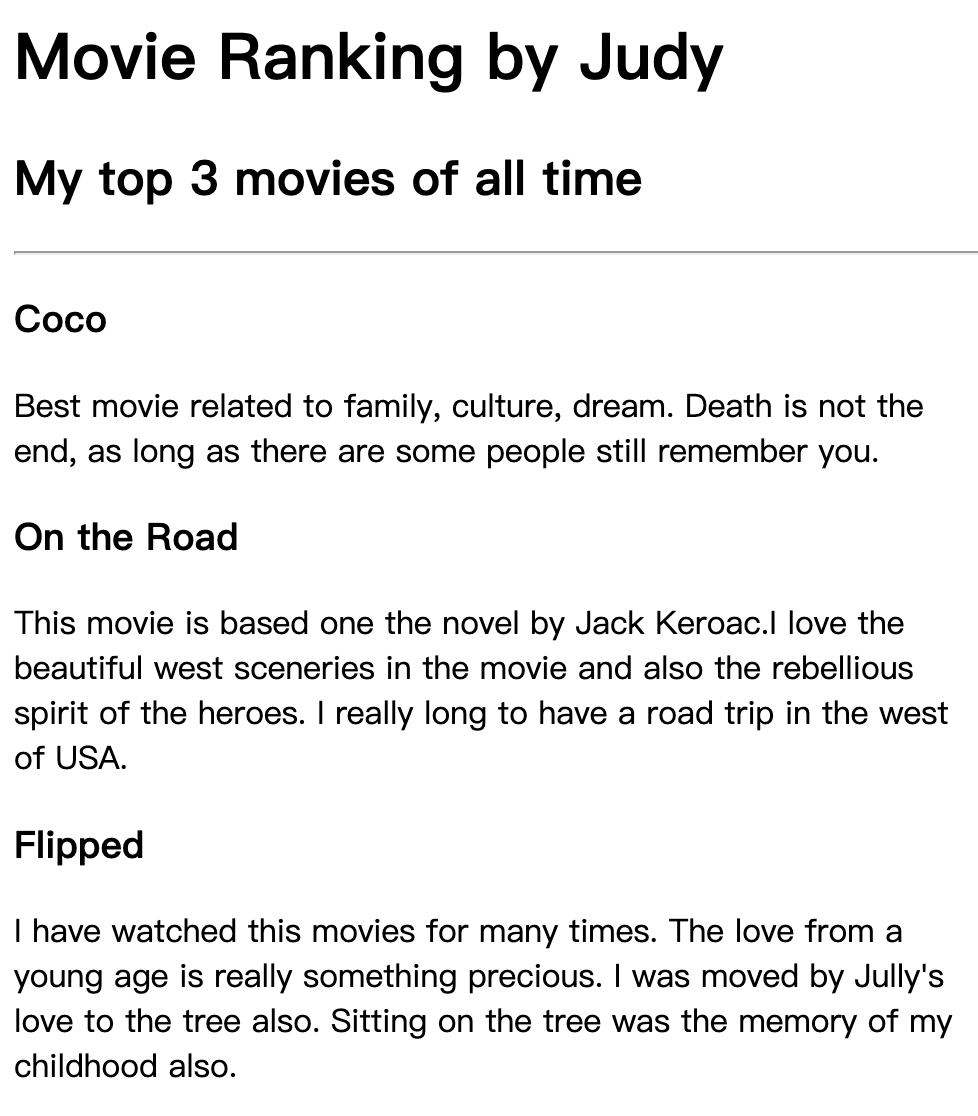 Movie Ranking by Judy
My top 3 movies of all time
Coco
Best movie related to family, culture, dream. Death is not the
end, as long as there are some people still remember you.
On the Road
This movie is based one the novel by Jack Keroac.I love the
beautiful west sceneries in the movie and also the rebellious
spirit of the heroes. I really long to have a road trip in the west
of USA.
Flipped
I have watched this movies for many times. The love from a
young age is really something precious. I was moved by Jully's
love to the tree also. Sitting on the tree was the memory of my
childhood also.